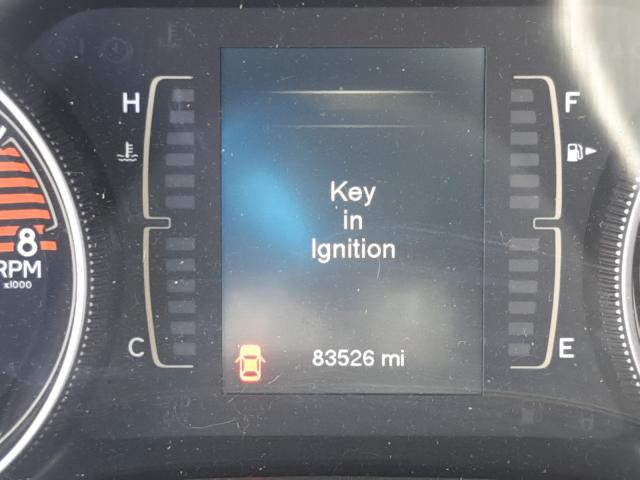 H
F
Key
in
Ignition
8
RPM
x1000
C
83526 mi
E